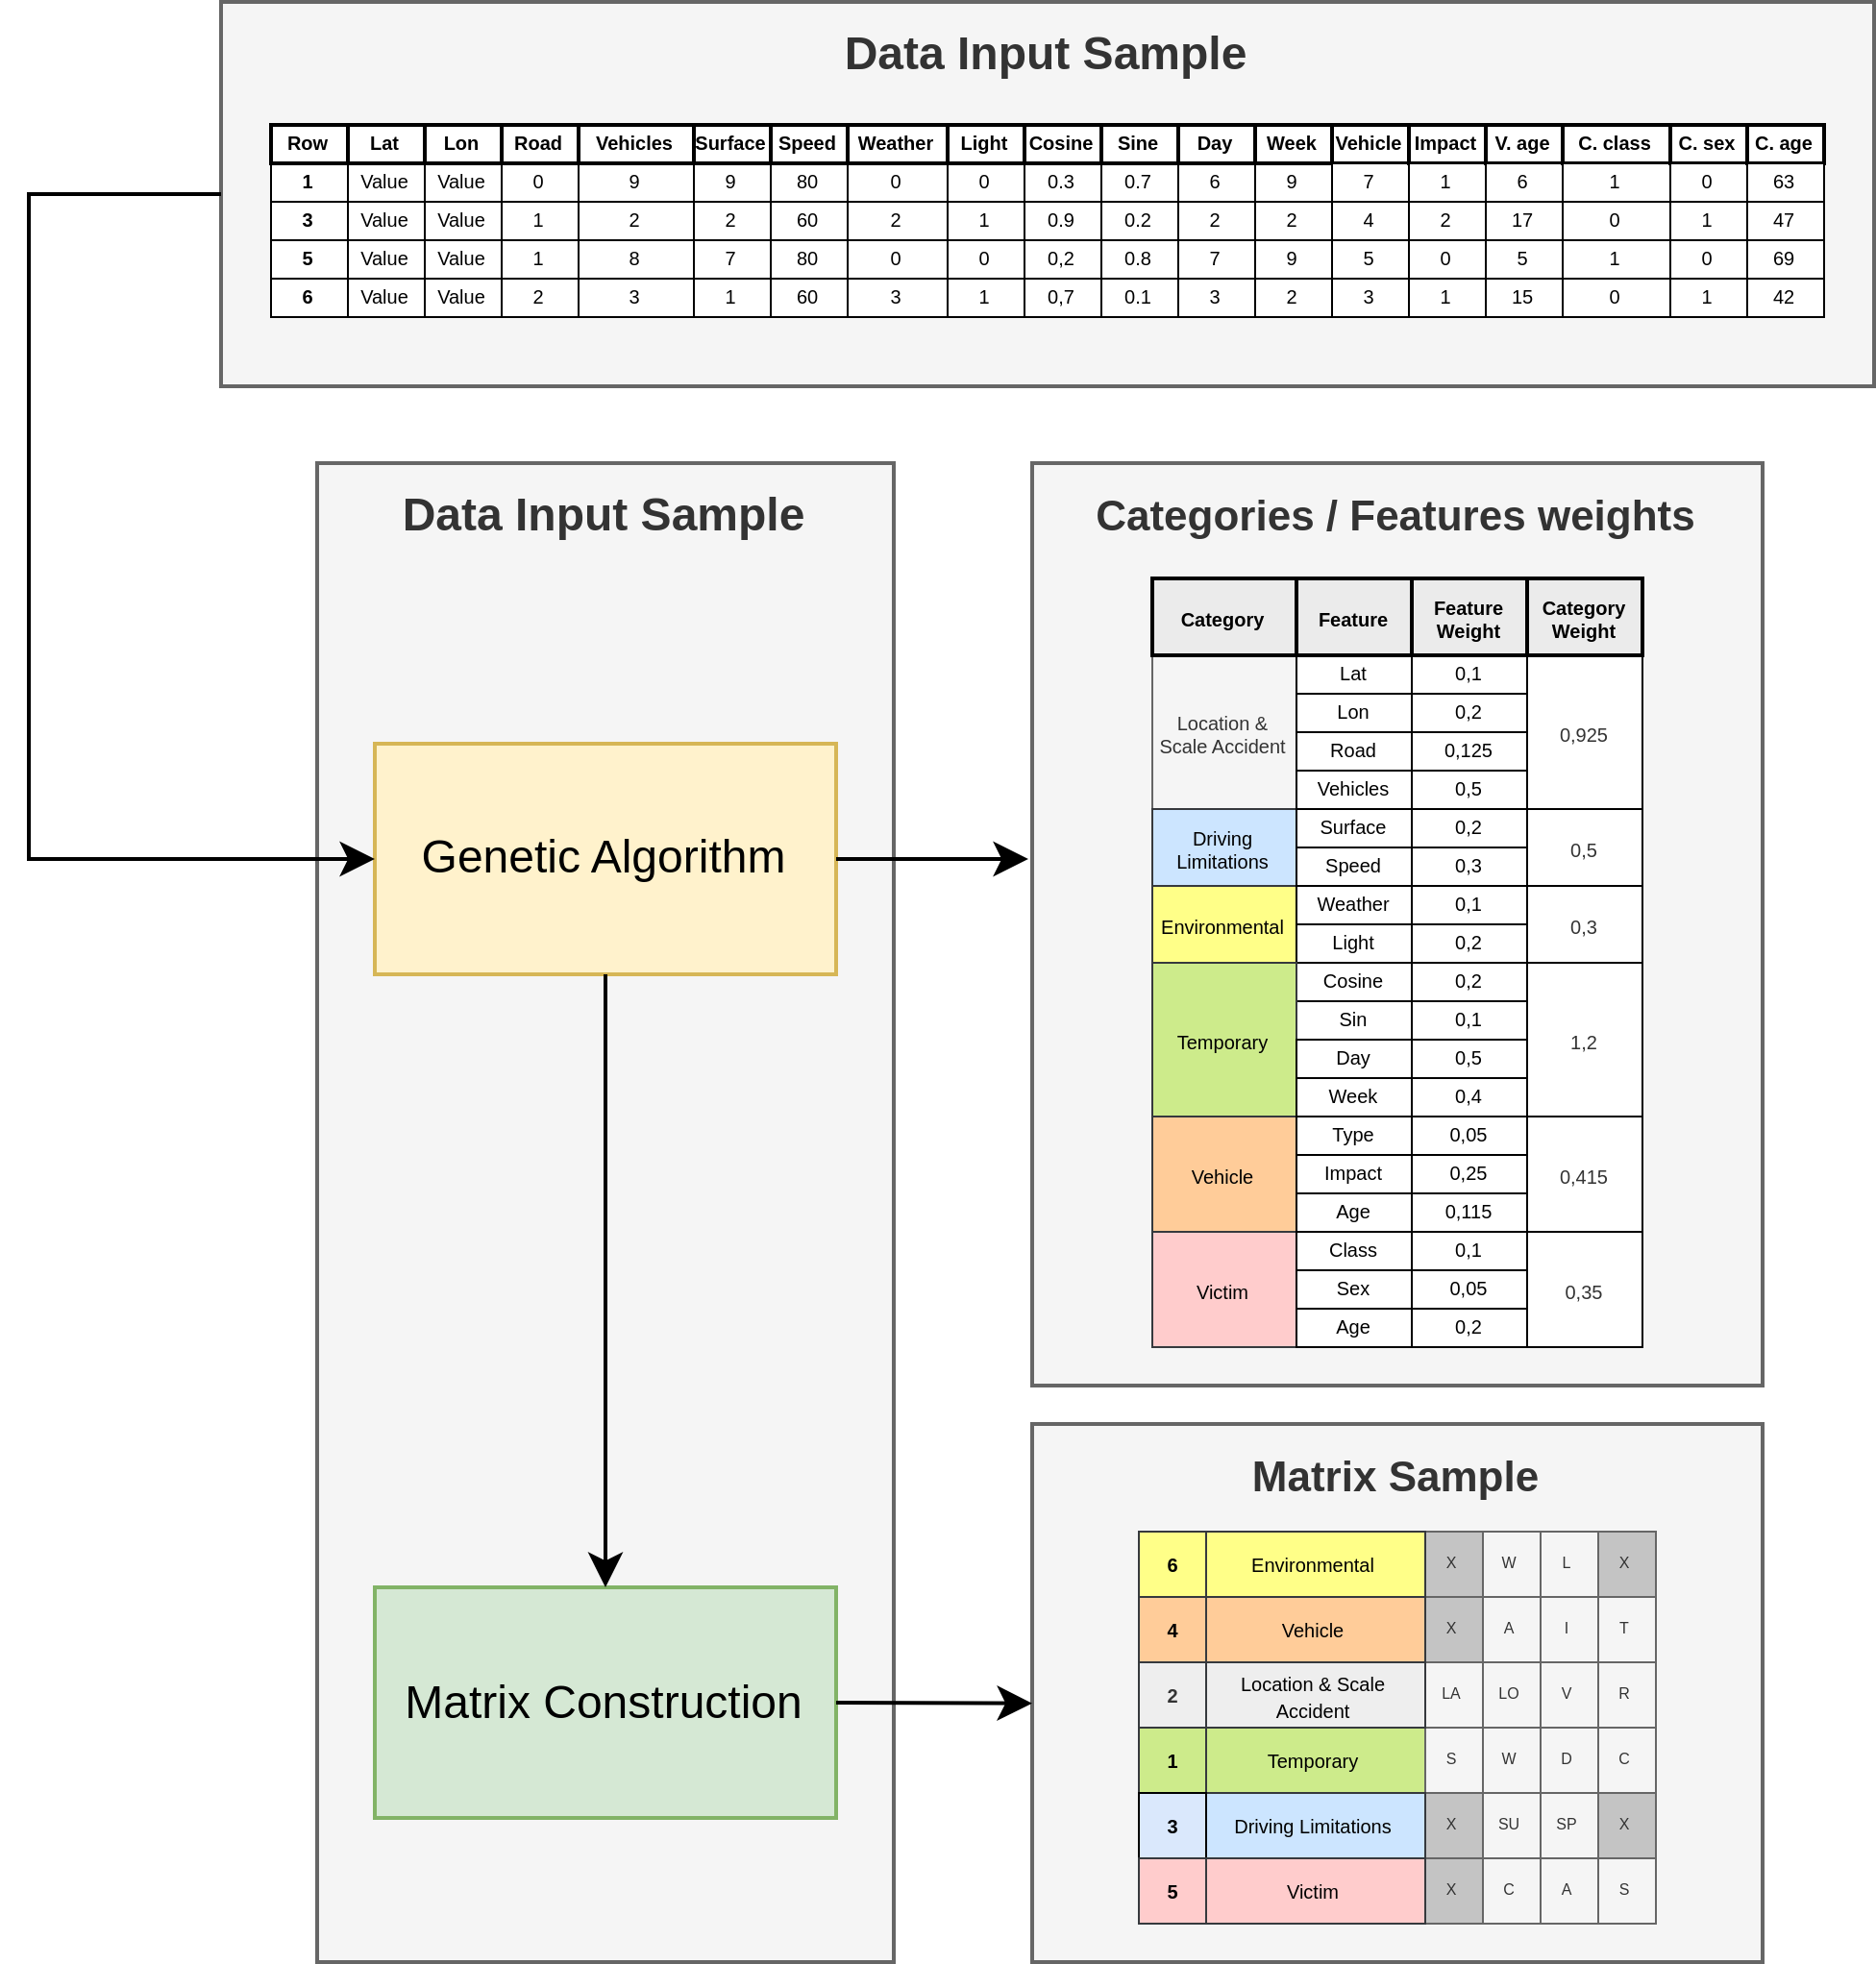 Data Input Sample
Row Lat Lon Road Vehicles Surface Speed Weather Light Cosine Sine Day Week Vehicle Impact V. age C. class C. sex C. age
1 Value Value 0 9 9 80 0 0 0.3 0.7 6 9 7 1 6 1 0 63
3 Value Value 1 2 2 60 2 1 0.9 0.2 2 2 4 2 17 0 1 47
5 Value Value 1 8 7 80 0 0 0,2 0.8 7 9 5 0 5 1 0 69
6 Value Value 2 3 1 60 3 1 0,7 0.1 3 2 3 1 15 0 1 42
Data Input Sample
Genetic Algorithm
Matrix Construction
Categories / Features weights
Category Feature Feature Weight Category Weight
Location & Scale Accident Lat 0,1 0,925
Lon 0,2
Road 0,125
Vehicles 0,5
Driving Limitations Surface 0,2 0,5
Speed 0,3
Environmental Weather 0,1 0,3
Light 0,2
Temporary Cosine 0,2 1,2
Sin 0,1
Day 0,5
Week 0,4
Vehicle Type 0,05 0,415
Impact 0,25
Age 0,115
Victim Class 0,1 0,35
Sex 0,05
Age 0,2
Matrix Sample
6 Environmental X W L X
4 Vehicle X A I T
2 Location & Scale Accident LA LO V R
1 Temporary S W D C
3 Driving Limitations X SU SP X
5 Victim X C A S